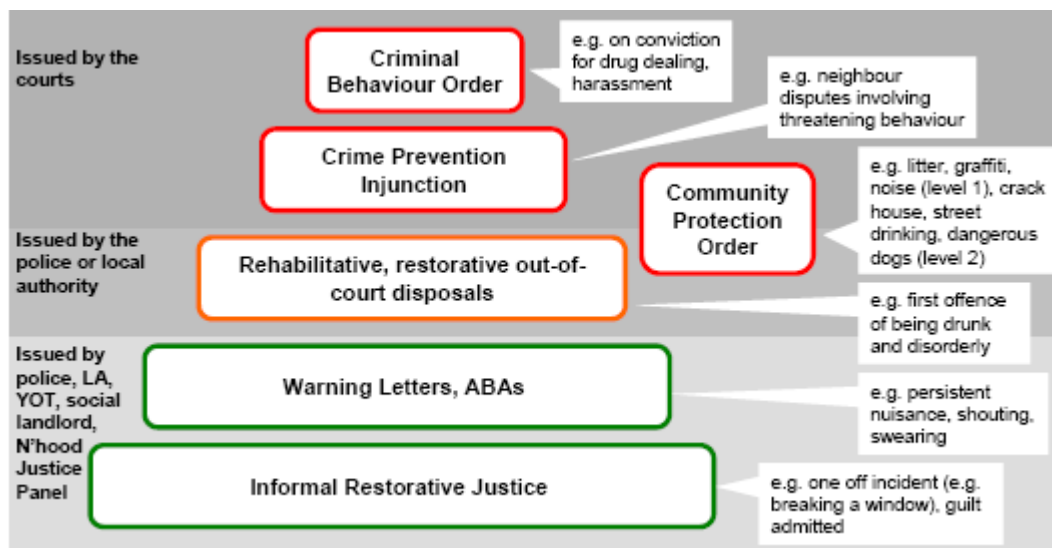 Issued by the
courts
Criminal
Behaviour Order
e.g. on conviction
for drug dealing,
harassment
e.g. neighbour
disputes involving
threatening behaviour
Crime Prevention
Injunction
Community
Protection
Order
e.g. litter, graffiti,
noise (level 1), crack
house, street
drinking, dangerous
dogs (level 2)
Issued by the
police or local
authority
Rehabilitative, restorative out-of-
court disposals
e.g. first offence
of being drunk
and disorderly
Issued by
police, LA,
YOT, social
landlord,
N'hood
Justice
Panel
Warning Letters, ABAs
e.g. persistent
nuisance, shouting,
swearing
Informal Restorative Justice
e.g. one off incident (e.g.
breaking a window), guilt
admitted